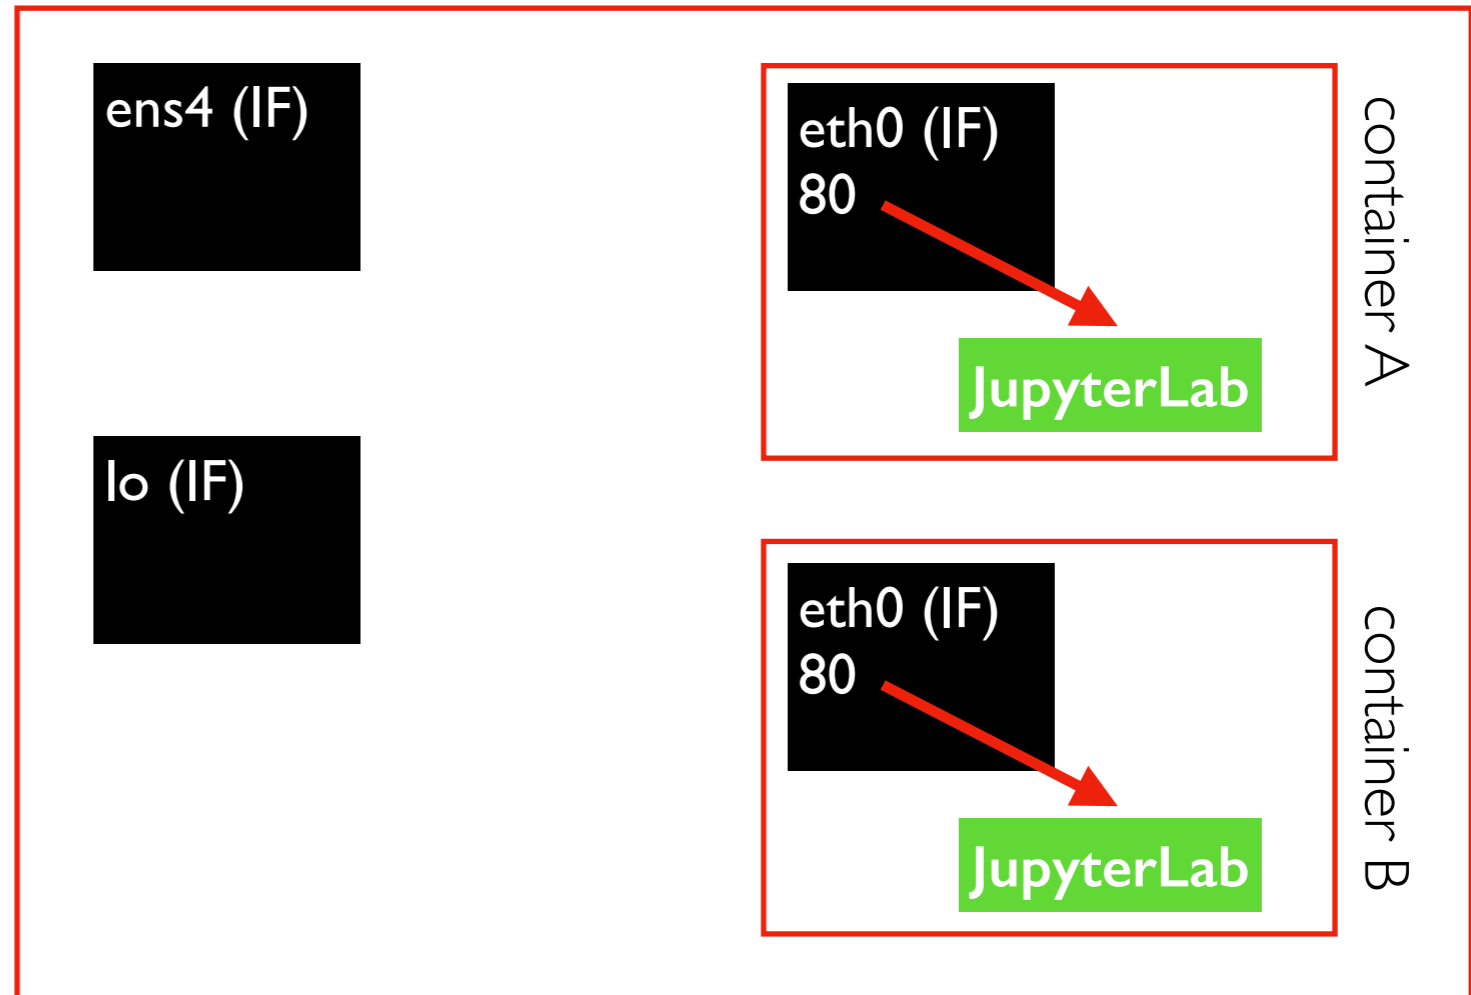 ens4 (IF)
lo (IF)
eth0 (IF)
80
JupyterLab
container A
eth0 (IF)
80
JupyterLab
container B